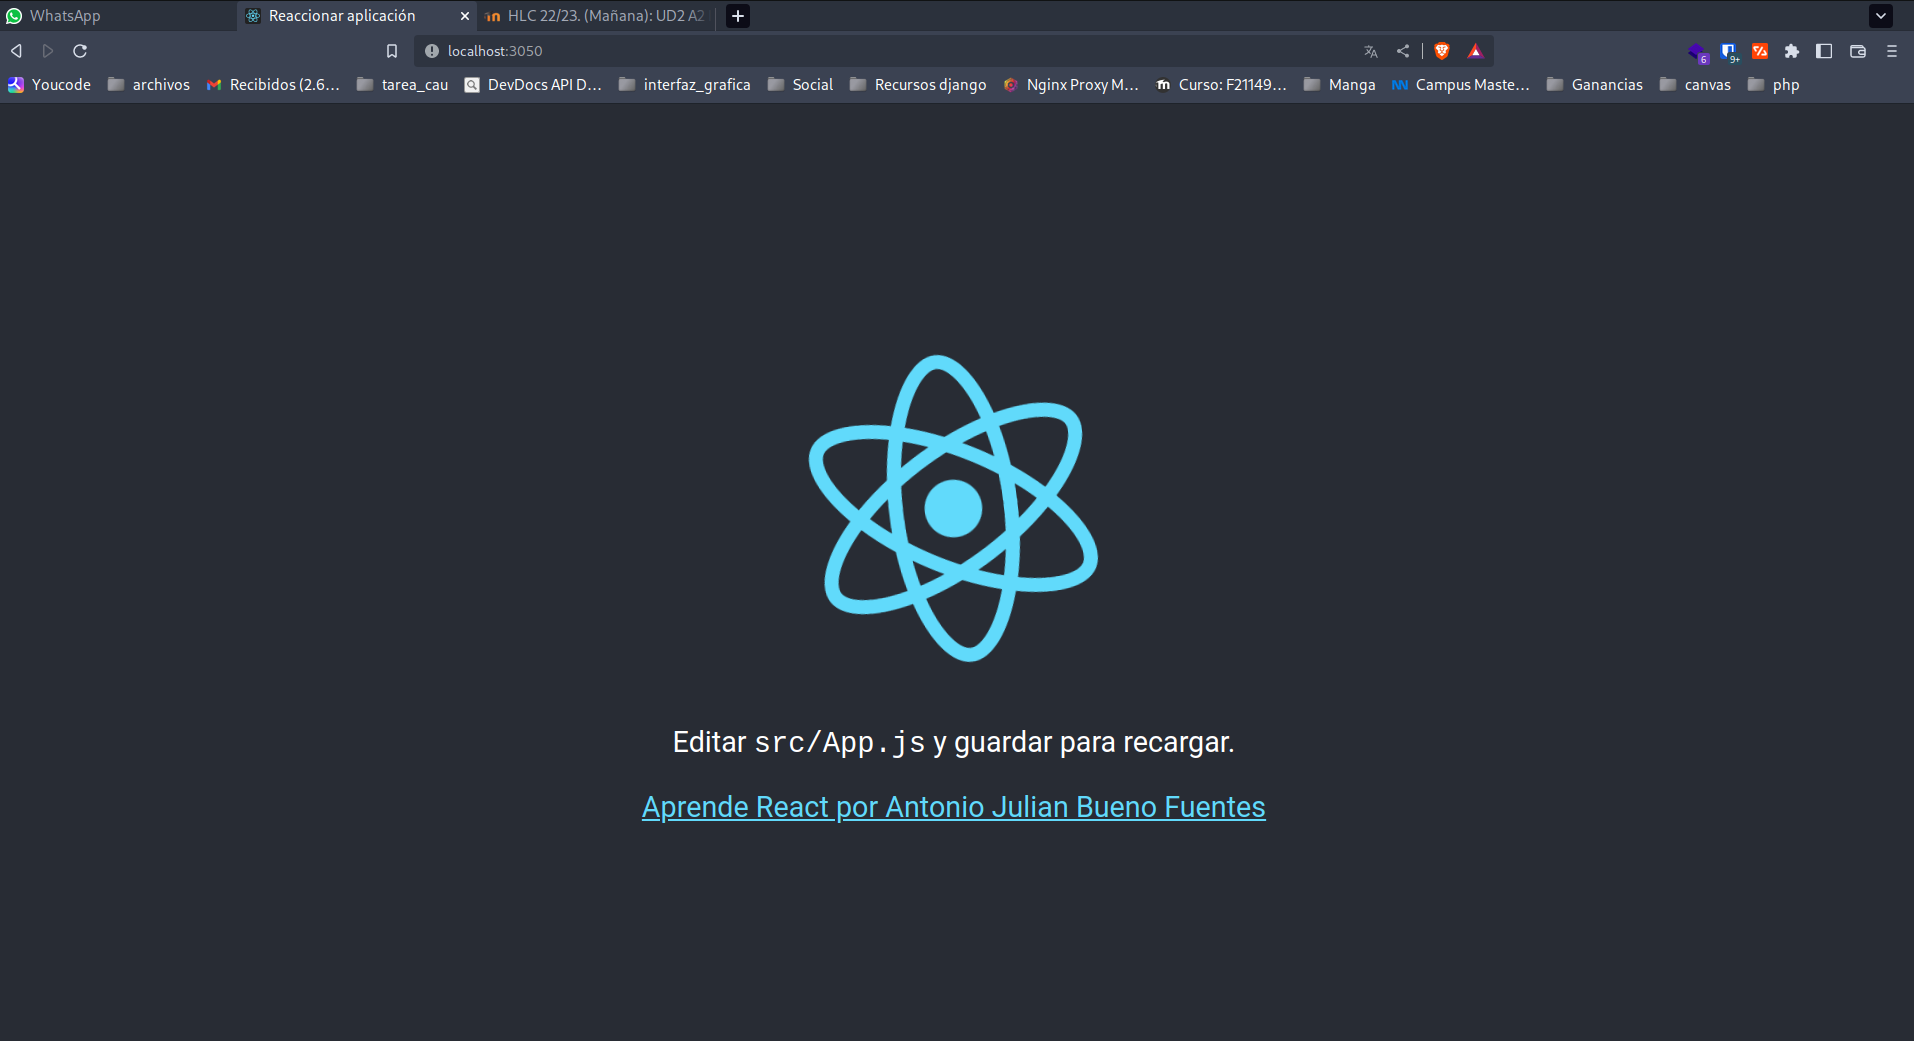 WhatsApp
Reaccionar aplicación
HLC 22/23. (Mañana): UD2 A2
localhost:3050
6
9+
Youcode
archivos
Recibidos (2.6...
tarea_cau
DevDocs API D...
interfaz_grafica
Social
Recursos django
Nginx Proxy M...
Curso: F21149...
Manga
Campus Maste...
Ganancias
canvas
php
Editar src/App.js y guardar para recargar.
Aprende React por Antonio Julian Bueno Fuentes